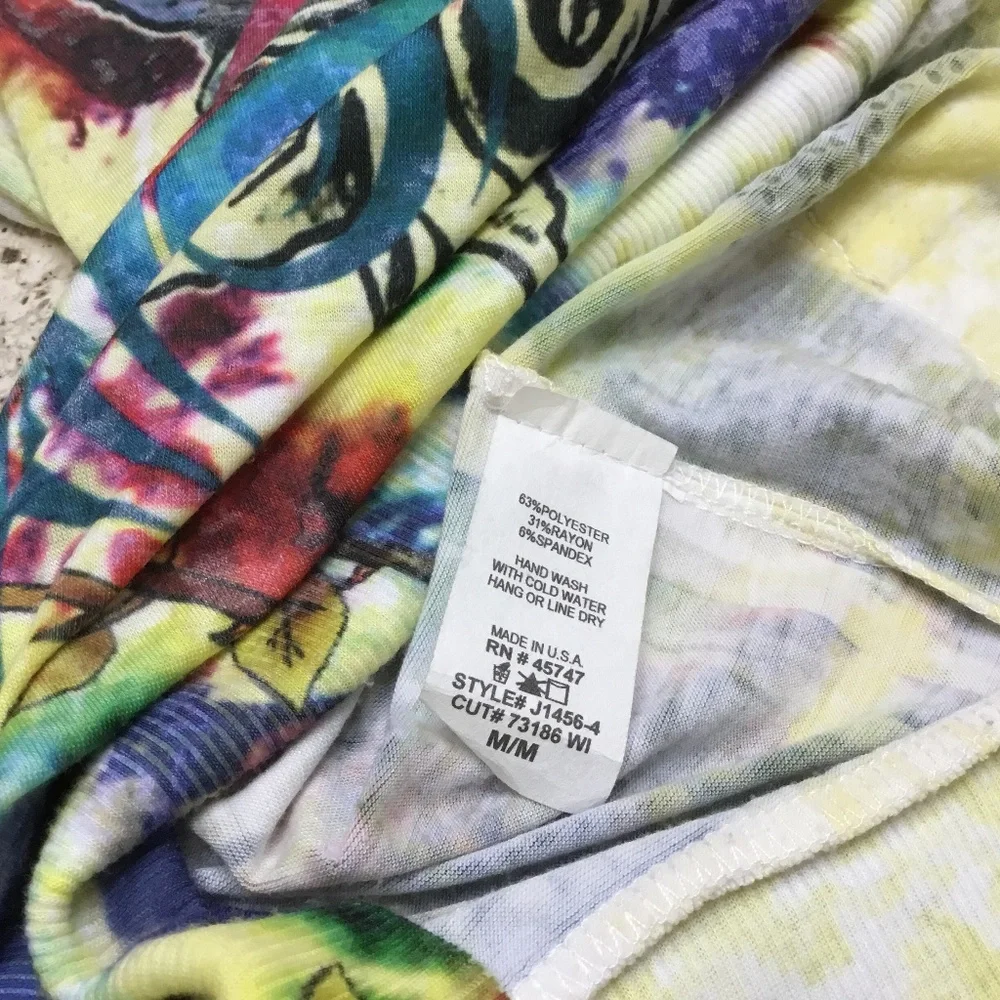 63%POLYESTER
31%RAYON
6%SPANDEX
HAND WASH
WITH COLD WATER
HANG OR LINE DRY
MADE IN U.S.A.
RN # 45747
STYLE# J1456-4
CUT# 73186 WI
M/M